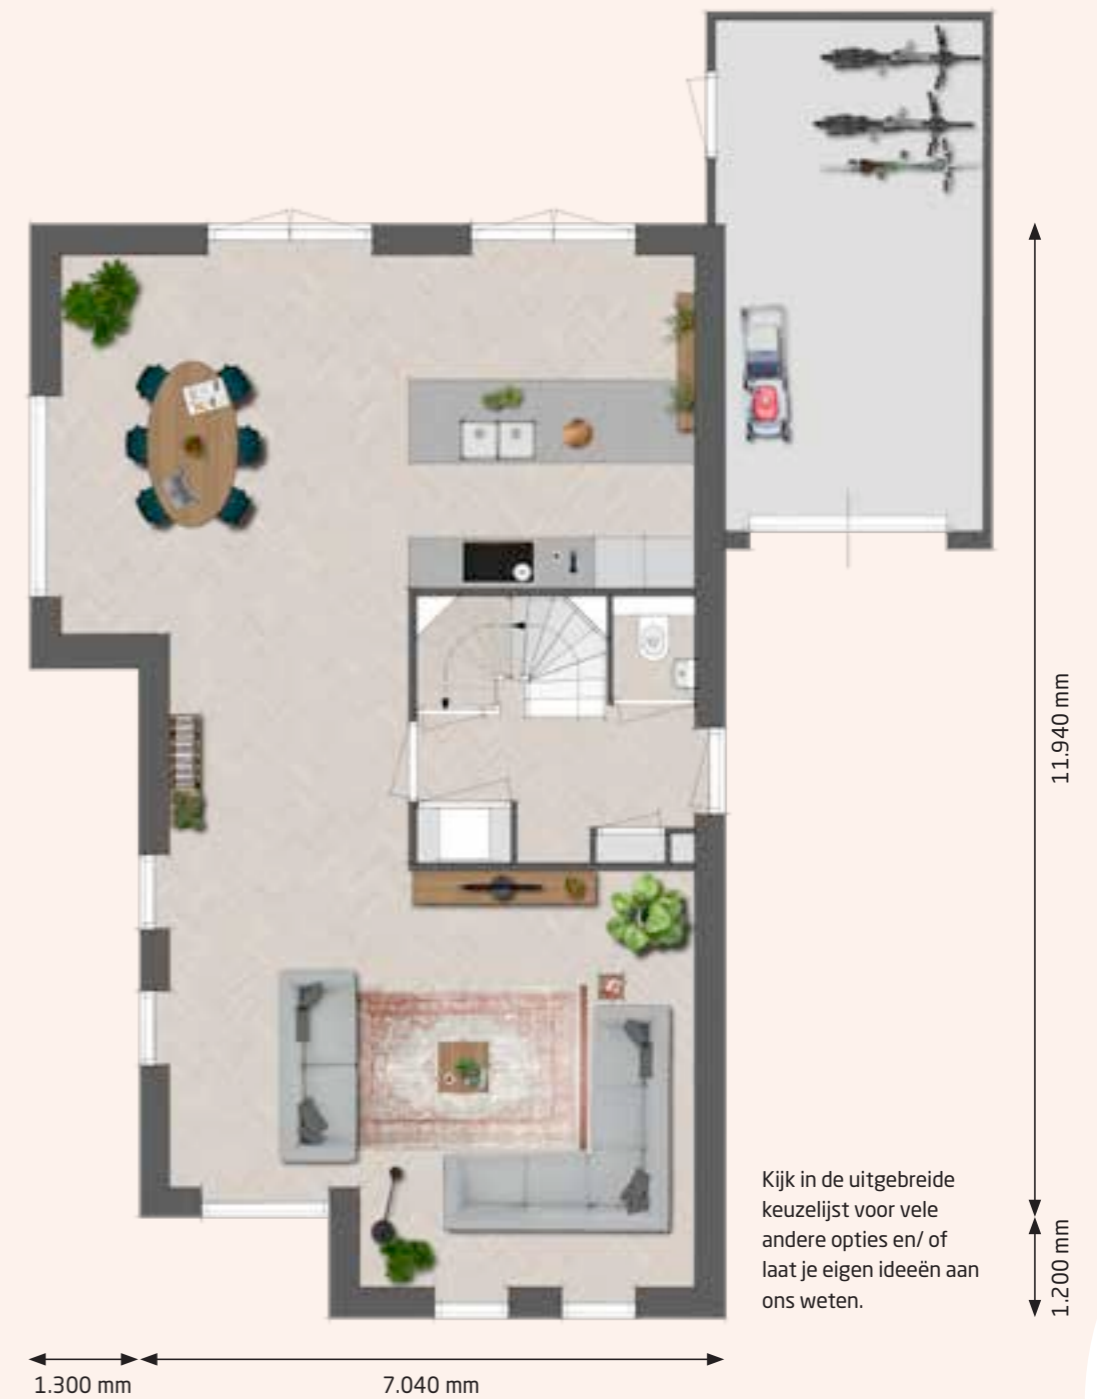 11.940 mm
Kijk in de uitgebreide
keuzelijst voor vele
andere opties en/ of
laat je eigen ideeën aan
ons weten.
1.200 mm
1.300 mm
7.040 mm